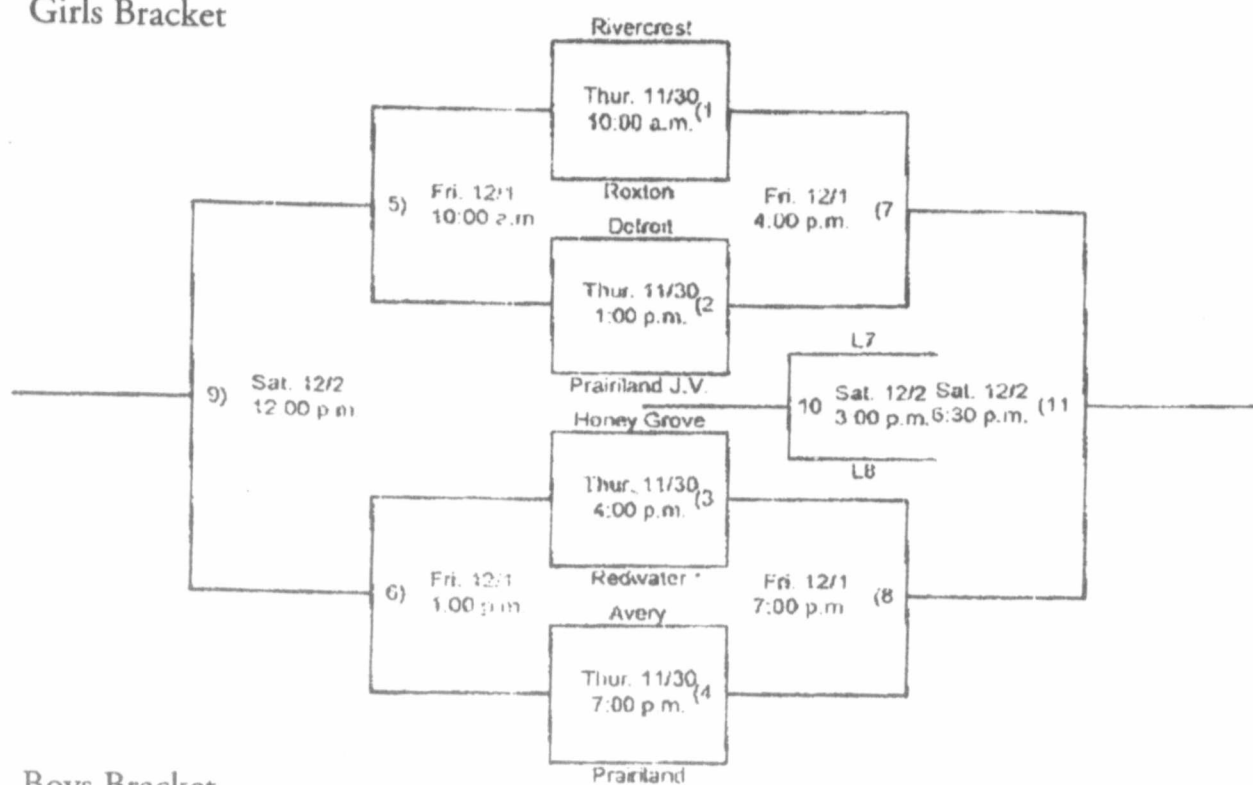 Girls Bracket
Rivercrest
Thur. 11/30
10:00 a.m. (1
Roxton
5) Fri. 12/1
10:00 a.m
Fri. 12/1
4.00 p.m. (7
Detroit
Thur. 11/30
1:00 p.m. (2
Prairiland J.V.
9) Sat. 12/2
12 00 p m
L7
10 Sat. 12/2
3:00 p.m.
Sat. 12/2
6:30 p.m. (11
L8
Honey Grove
Thur. 11/30
4:00 p.m. (3
Redwater
6) Fri. 12/1
1.00 p m
Fri. 12/1
7:00 p.m (8
Avery
Thur. 11/30
7:00 p m. (4
Prairiland
Boys Bracket